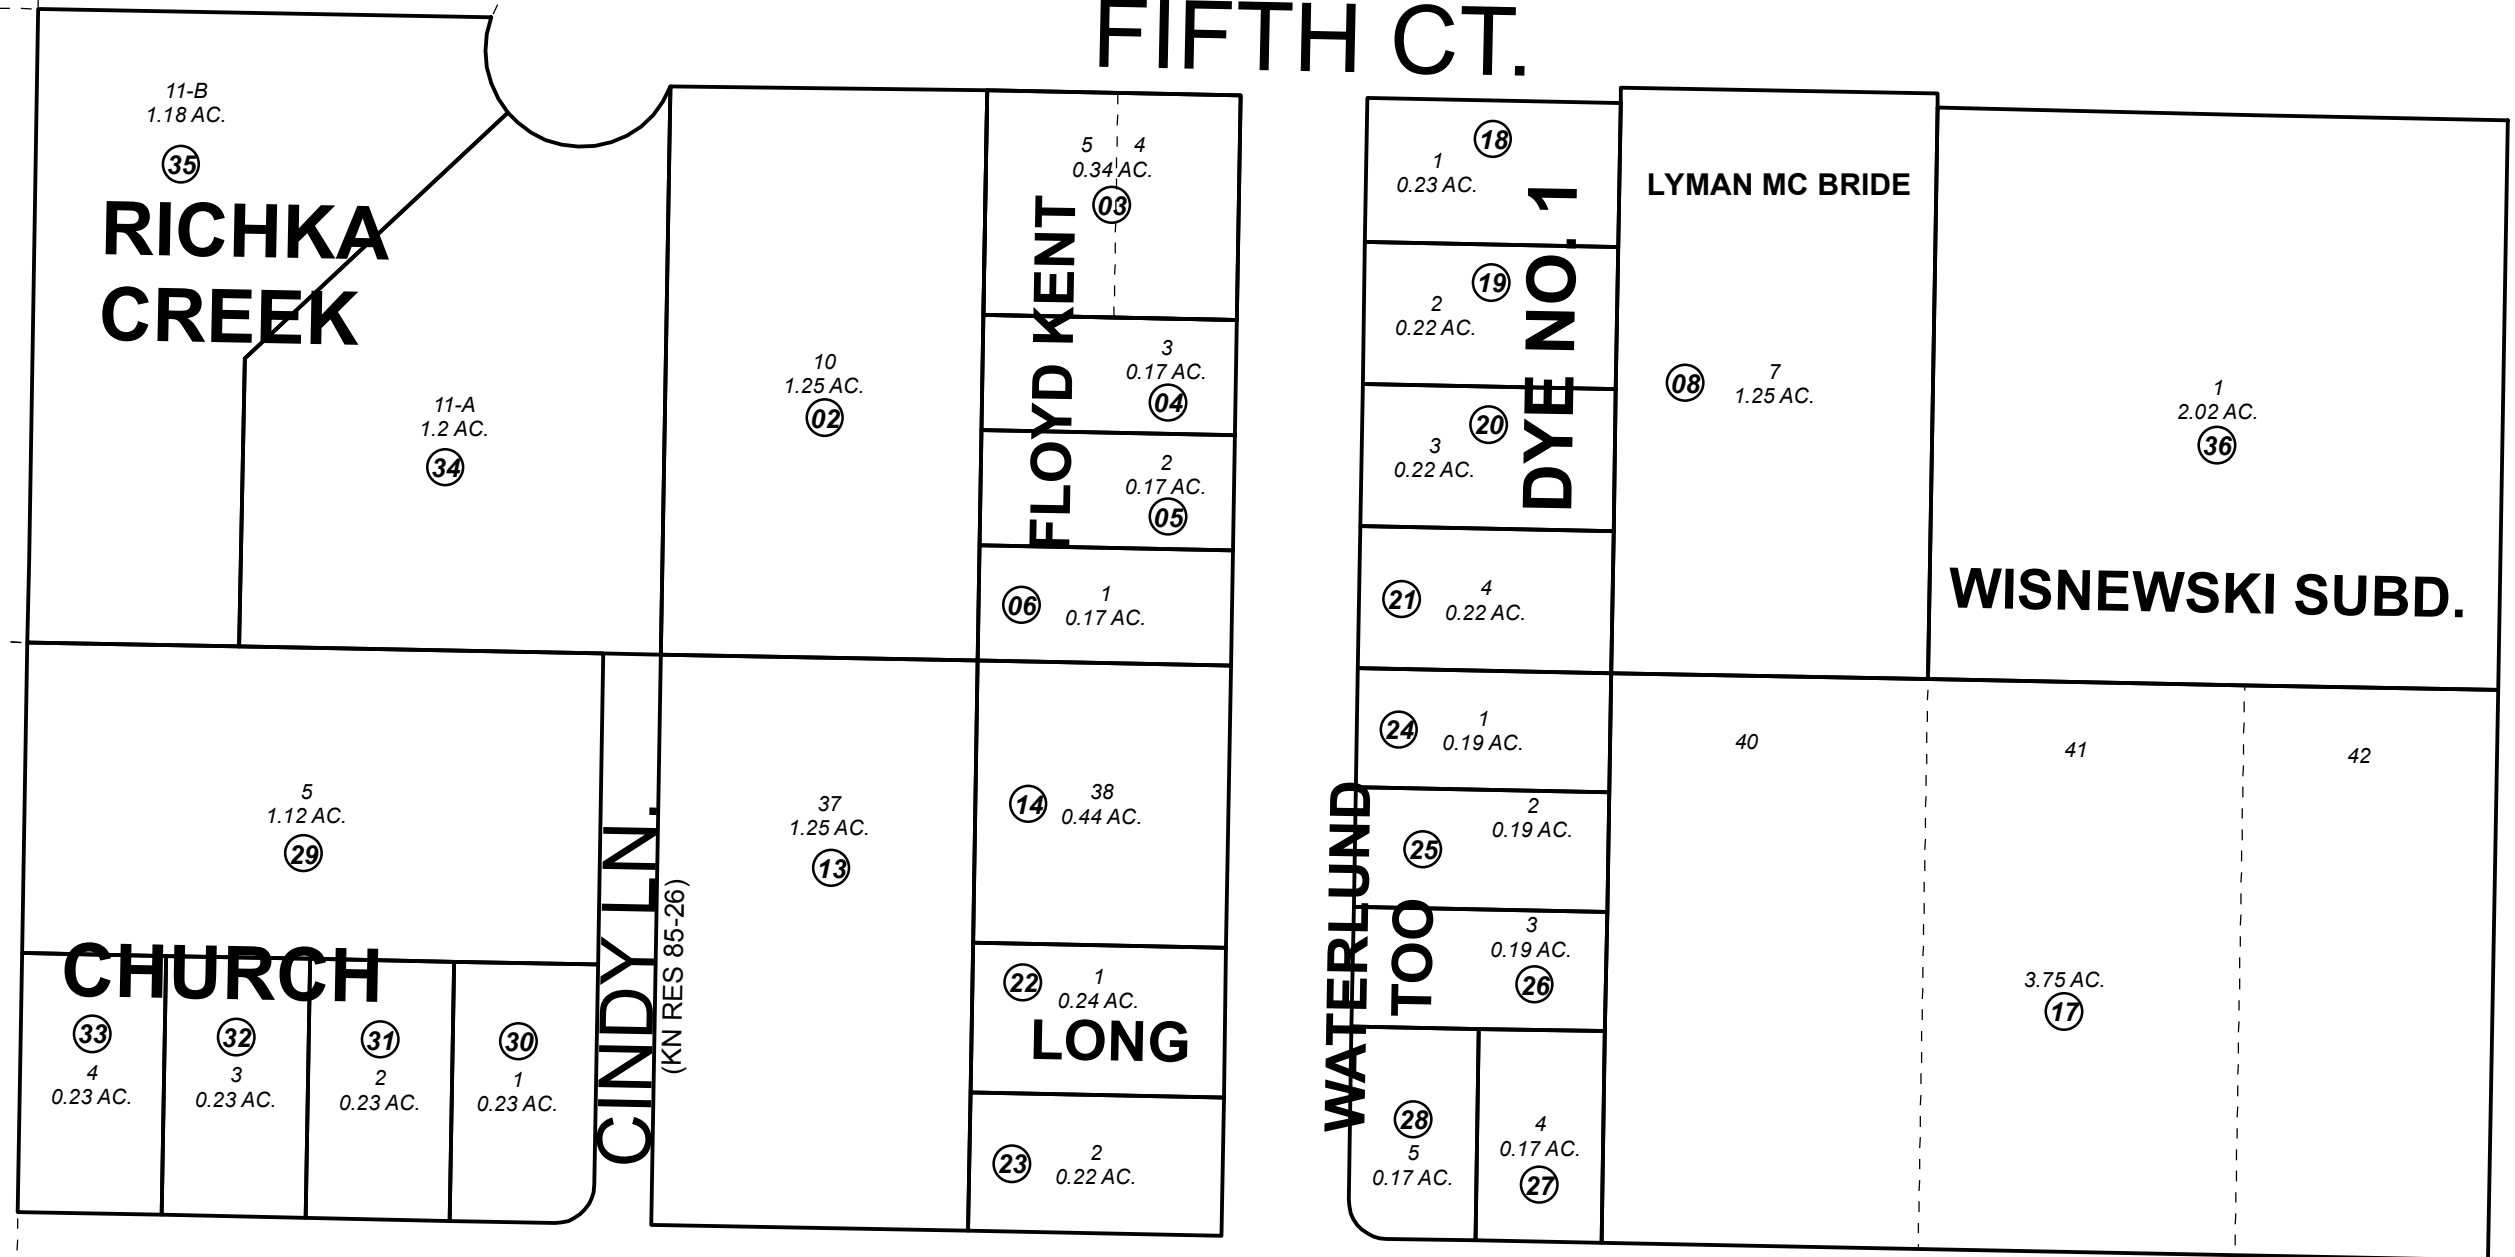 FIFTH CT.
11-B
1.18 AC.
35
RICHKA
CREEK
11-A
1.2 AC.
34
10
1.25 AC.
02
5 4
0.34 AC.
03
FLOYD KENT
3
0.17 AC.
04
2
0.17 AC.
05
06
1
0.17 AC.
18
1
0.23 AC.
19
2
0.22 AC.
20
3
0.22 AC.
DYE NO. 1
21
4
0.22 AC.
LYMAN MC BRIDE
08
7
1.25 AC.
1
2.02 AC.
36
WISNEWSKI SUBD.
5
1.12 AC.
29
CHURCH
33
4
0.23 AC.
32
3
0.23 AC.
31
2
0.23 AC.
30
1
0.23 AC.
CINDY LN.
(KN RES 85-26)
37
1.25 AC.
13
14
38
0.44 AC.
22
1
0.24 AC.
LONG
23
2
0.22 AC.
24
1
0.19 AC.
25
2
0.19 AC.
WATERLUND
TOO
3
0.19 AC.
26
28
5
0.17 AC.
4
0.17 AC.
27
40
41
42
3.75 AC.
17